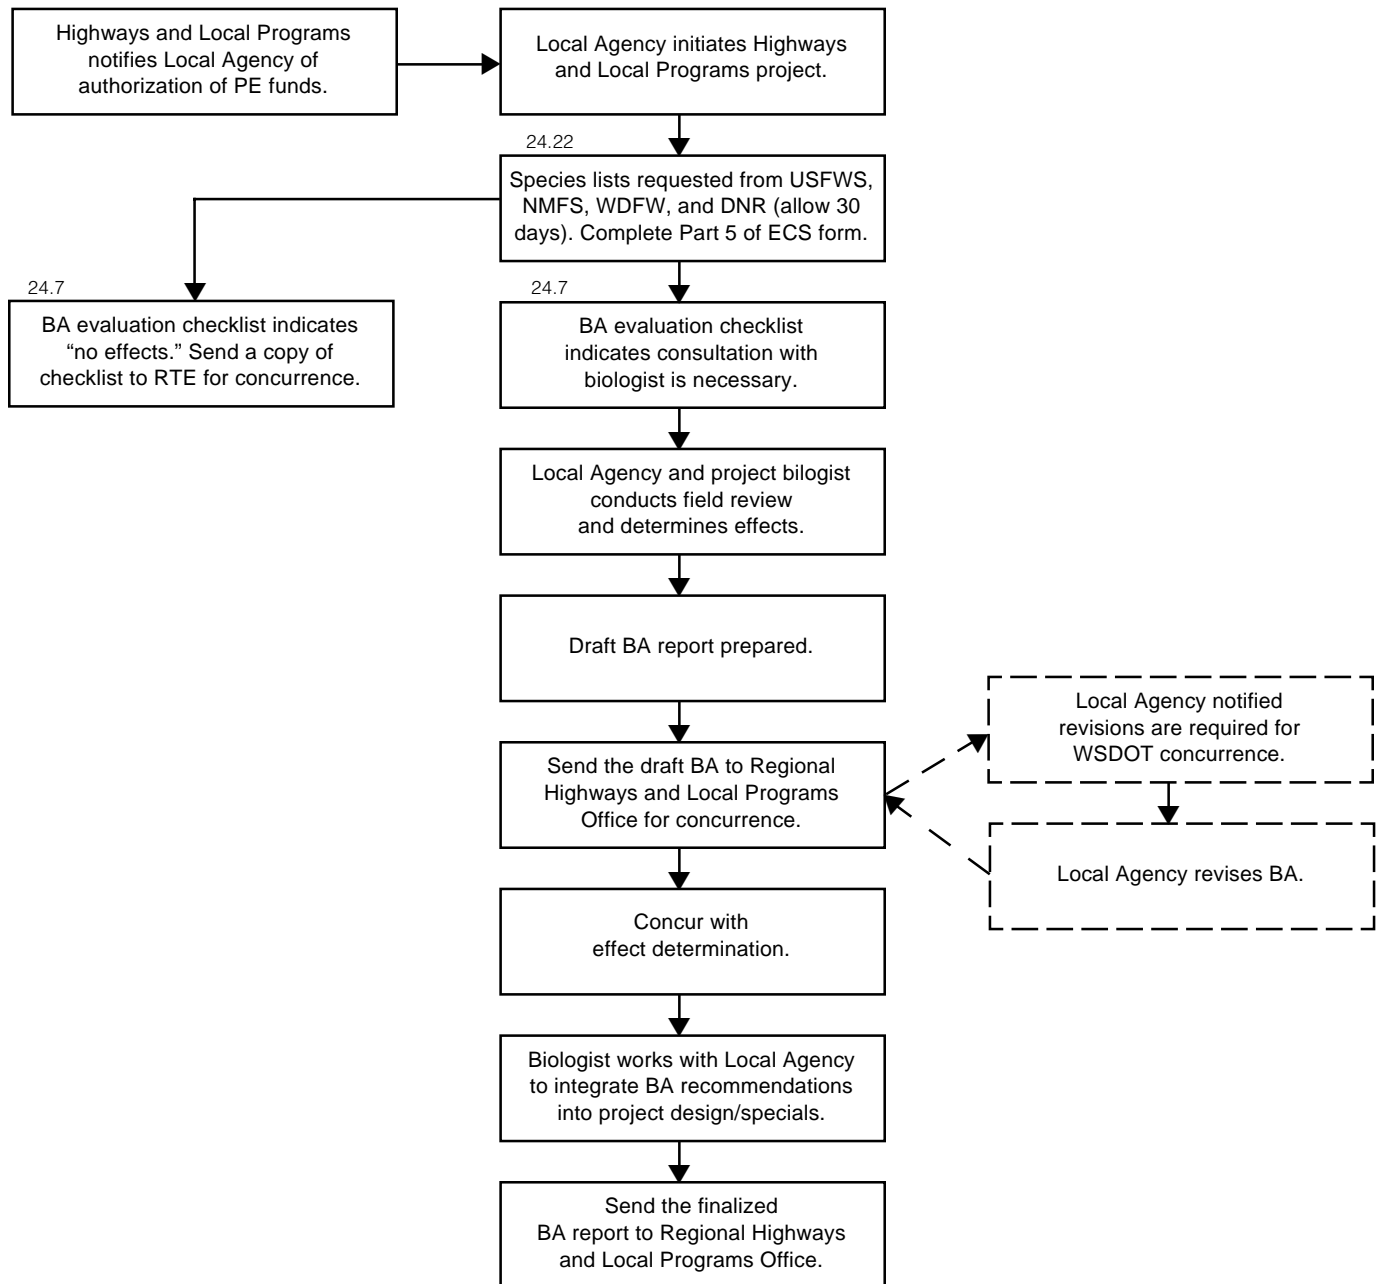 Highways and Local Programs
notifies Local Agency of
authorization of PE funds.
Local Agency initiates Highways
and Local Programs project.
24.22
Species lists requested from USFWS,
NMFS, WDFW, and DNR (allow 30
days). Complete Part 5 of ECS form.
24.7
BA evaluation checklist indicates
“no effects.” Send a copy of
checklist to RTE for concurrence.
24.7
BA evaluation checklist
indicates consultation with
biologist is necessary.
Local Agency and project bilogist
conducts field review
and determines effects.
Draft BA report prepared.
Send the draft BA to Regional
Highways and Local Programs
Office for concurrence.
Local Agency notified
revisions are required for
WSDOT concurrence.
Local Agency revises BA.
Concur with
effect determination.
Biologist works with Local Agency
to integrate BA recommendations
into project design/specials.
Send the finalized
BA report to Regional Highways
and Local Programs Office.